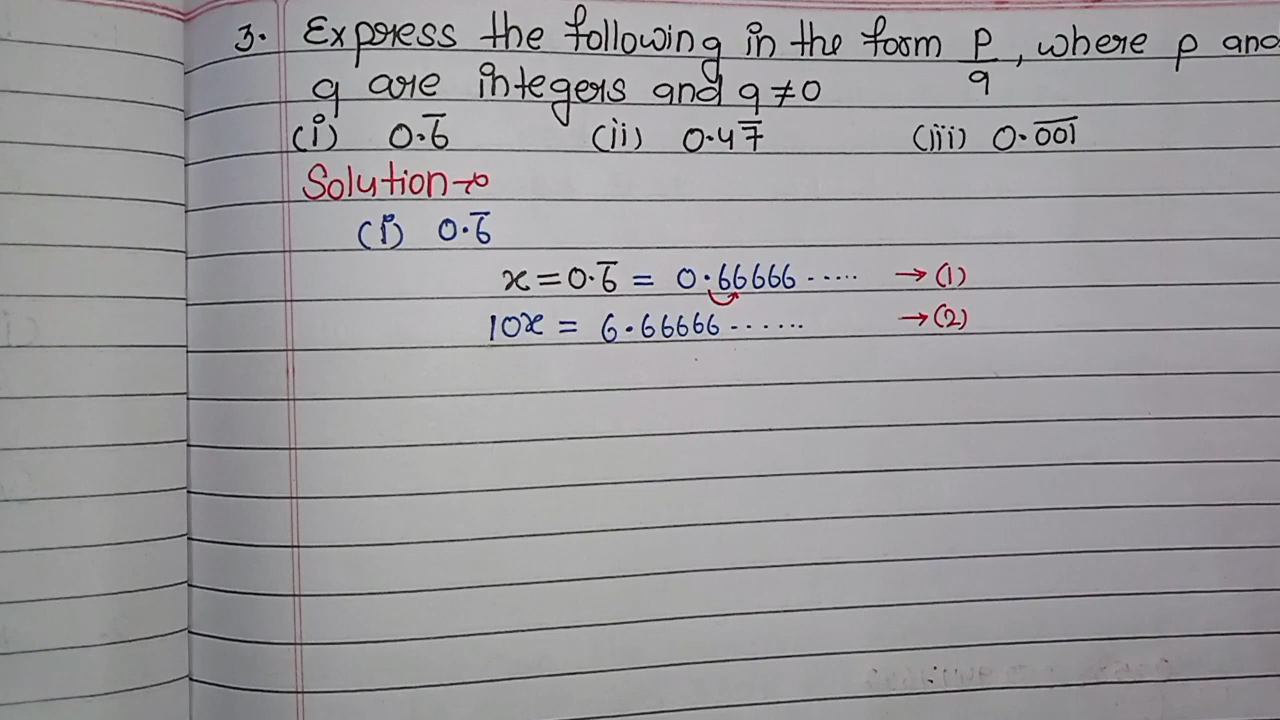 3. Express the following in the form p/q, where p and
q are integers and q ≠ 0
(i) 0.6̅ (ii) 0.47̅ (iii) 0.0̅0̅1̅
Solution→
(i) 0.6̅
x = 0.6̅ = 0.66666 ..... → (1)
10x = 6.66666 ...... → (2)